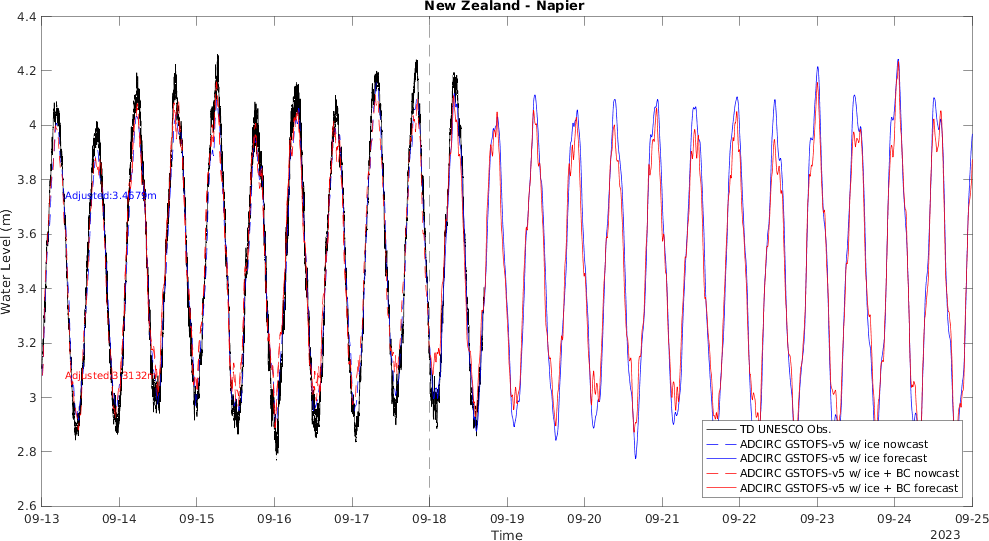 New Zealand - Napier
4.4
4.2
4
3.8
3.6
3.4
3.2
3
2.8
2.6
Water Level (m)
Adjusted:3.4579m
Adjusted:3.3132m
TD UNESCO Obs.
ADCIRC GSTOFS-v5 w/ ice nowcast
ADCIRC GSTOFS-v5 w/ ice forecast
ADCIRC GSTOFS-v5 w/ ice + BC nowcast
ADCIRC GSTOFS-v5 w/ ice + BC forecast
09-13 09-14 09-15 09-16 09-17 09-18 09-19 09-20 09-21 09-22 09-23 09-24 09-25
Time
2023